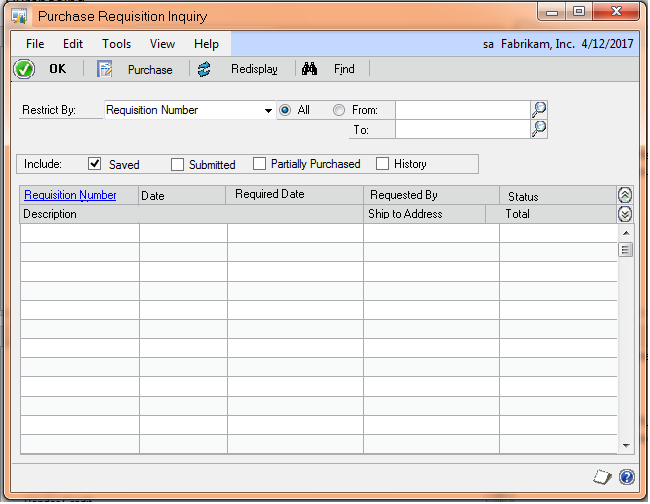 Purchase Requisition Inquiry
File Edit Tools View Help sa Fabrikam, Inc. 4/12/2017
OK Purchase Redisplay Find
Restrict By: Requisition Number All From:
To:
Include: Saved Submitted Partially Purchased History
Requisition Number Date Required Date Requested By Status
Description Ship to Address Total